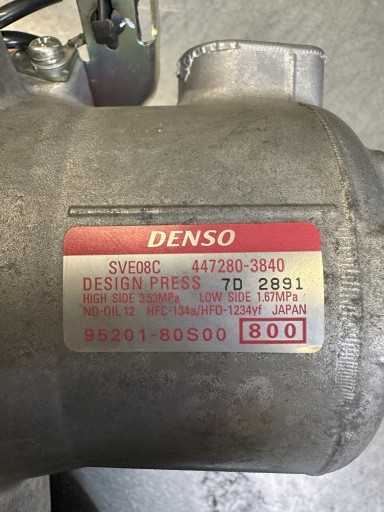 DENSO
SVE08C 447280-3840
DESIGN PRESS 7D 2891
HIGH SIDE 3.53MPa LOW SIDE 1.67MPa
ND-OIL 12 HFC-134a/HFO-1234yf JAPAN
95201-80S00 800